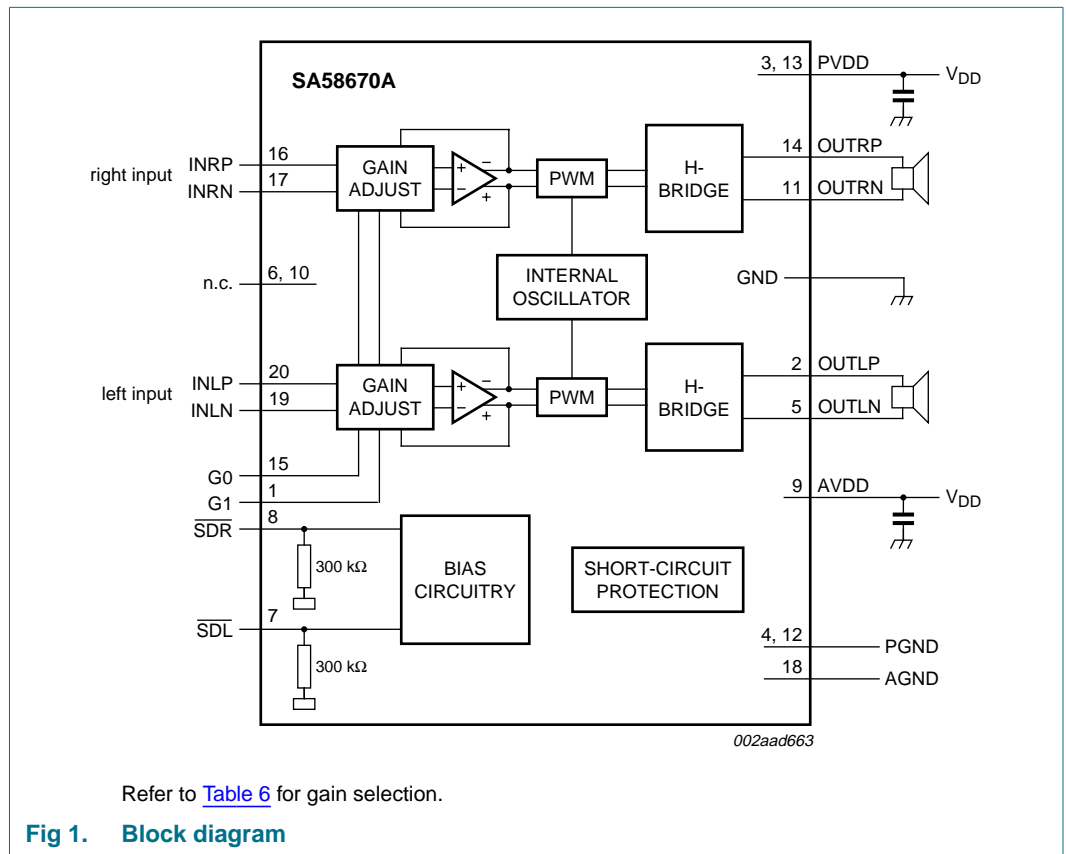 SA58670A
3, 13 PVDD
VDD
right input
INRP 16
INRN 17
GAIN
ADJUST
+ −
− +
PWM
H-
BRIDGE
14 OUTRP
11 OUTRN
n.c. 6, 10
INTERNAL
OSCILLATOR
GND
left input
INLP 20
INLN 19
GAIN
ADJUST
+ −
− +
PWM
H-
BRIDGE
2 OUTLP
5 OUTLN
G0 15
G1 1
9 AVDD
VDD
SDR 8
300 kΩ
BIAS
CIRCUITRY
SHORT-CIRCUIT
PROTECTION
SDL 7
300 kΩ
4, 12 PGND
18 AGND
002aad663
Refer to Table 6 for gain selection.
Fig 1. Block diagram